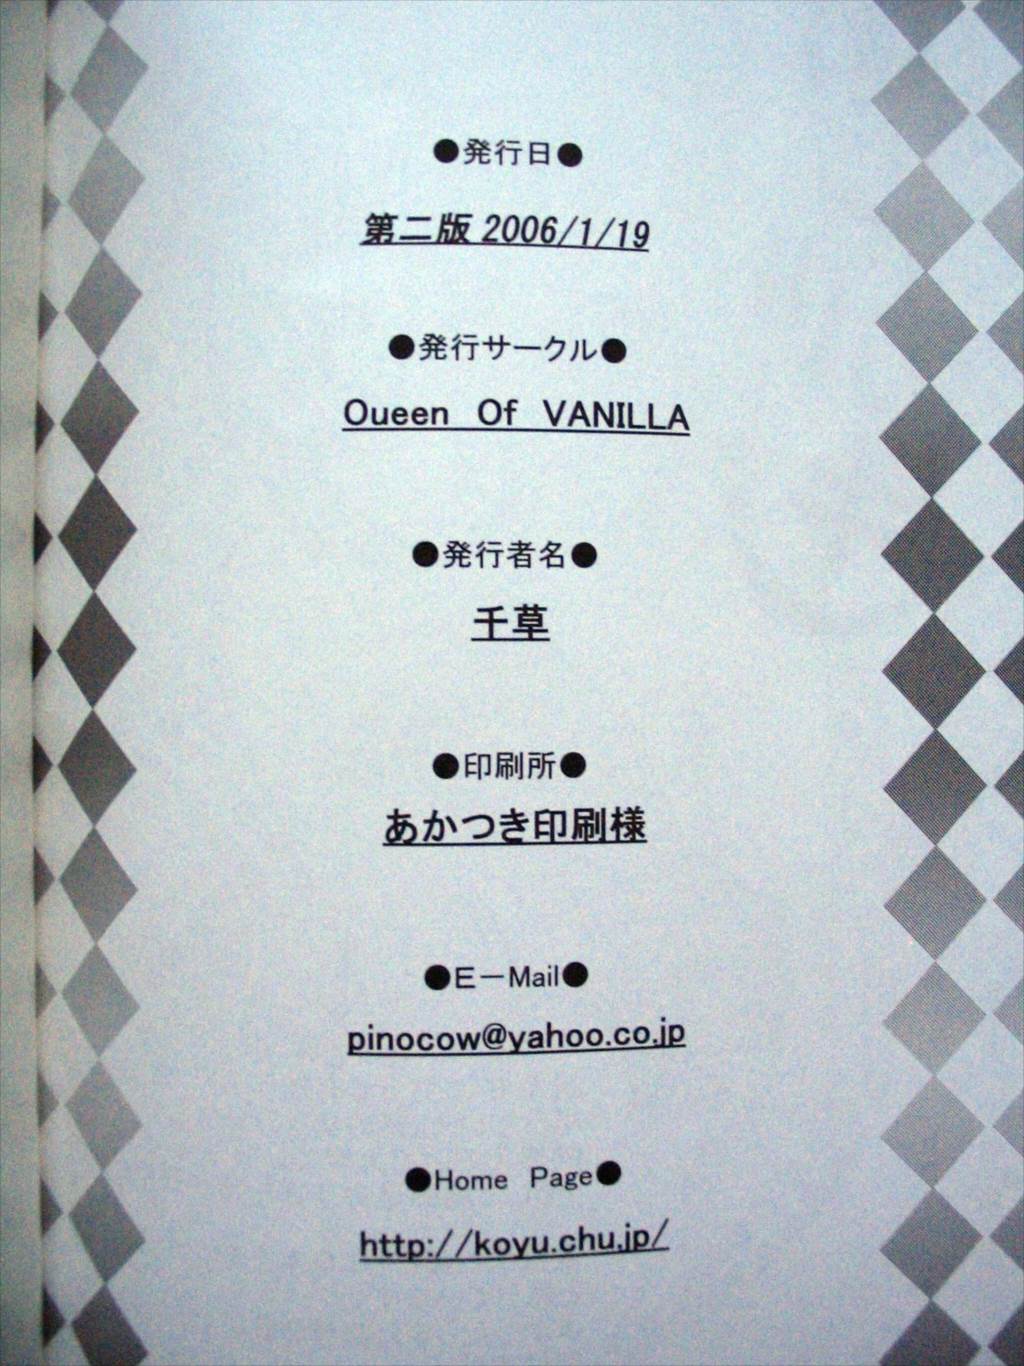 ●発行日●
第二版 2006/1/19
●発行サークル●
Queen Of VANILLA
●発行者名●
千草
●印刷所●
あかつき印刷様
●E－Mail●
pinocow@yahoo.co.jp
●Home Page●
http://koyu.chu.jp/